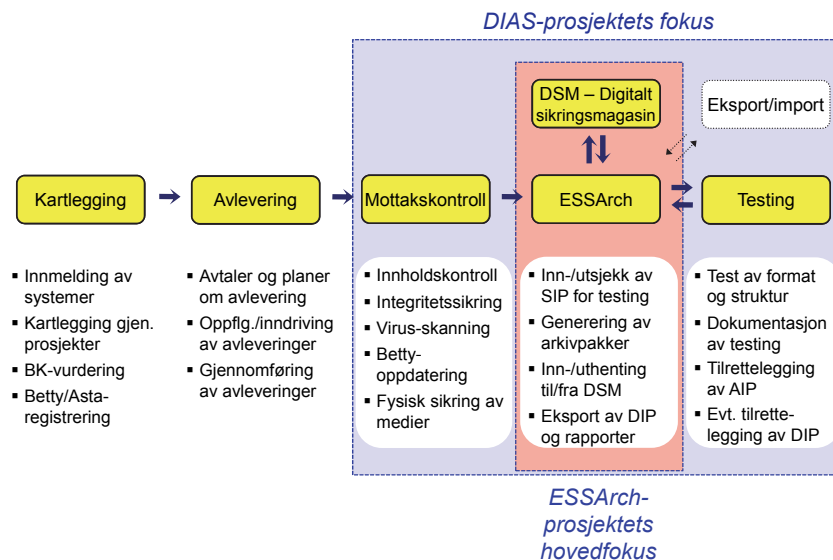 DIAS-prosjektets fokus
DSM – Digitalt
sikringsmagasin
Eksport/import
Kartlegging
Avlevering
Mottakskontroll
ESSArch
Testing
▪ Innmelding av
systemer
▪ Kartlegging gjen.
prosjekter
▪ BK-vurdering
▪ Betty/Asta-
registrering
▪ Avtaler og planer
om avlevering
▪ Oppflg./inndriving
av avleveringer
▪ Gjennomføring
av avleveringer
▪ Innholdskontroll
▪ Integritetssikring
▪ Virus-skanning
▪ Betty-
oppdatering
▪ Fysisk sikring av
medier
▪ Inn-/utsjekk av
SIP for testing
▪ Generering av
arkivpakker
▪ Inn-/uthenting
til/fra DSM
▪ Eksport av DIP
og rapporter
▪ Test av format
og struktur
▪ Dokumentasjon
av testing
▪ Tilrettelegging
av AIP
▪ Evt. tilrette-
legging av DIP
ESSArch-
prosjektets
hovedfokus